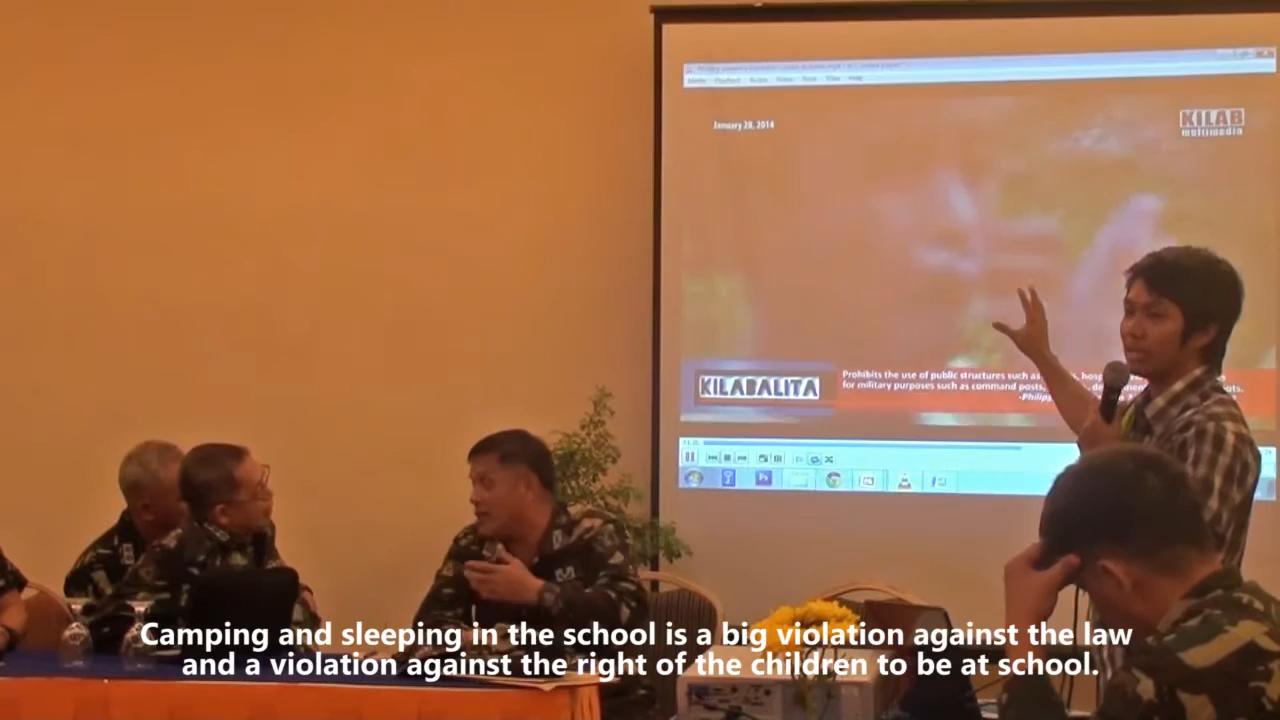 January 28, 2014
KILAB
multimedia
KILABALITA
Prohibits the use of public structures such as
for military purposes such as command posts,
Camping and sleeping in the school is a big violation against the law
and a violation against the right of the children to be at school.